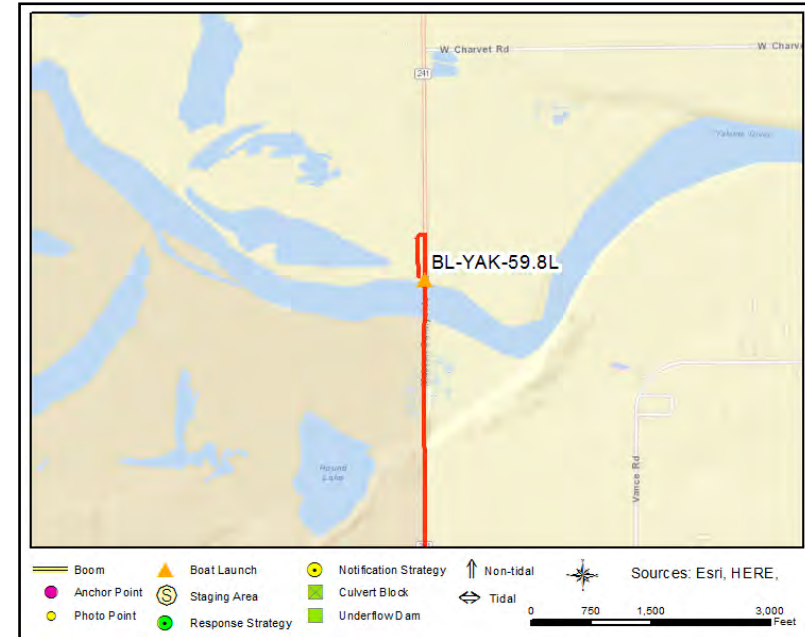 W Charvet Rd
W Charv
241
Yakima River
BL-YAK-59.8L
Round
Lake
Vance Rd
Boom
Boat Launch
Notification Strategy
Non-tidal
Sources: Esri, HERE,
Anchor Point
S
Staging Area
Culvert Block
Tidal
Photo Point
Response Strategy
Underflow Dam
0 750 1,500 3,000
Feet